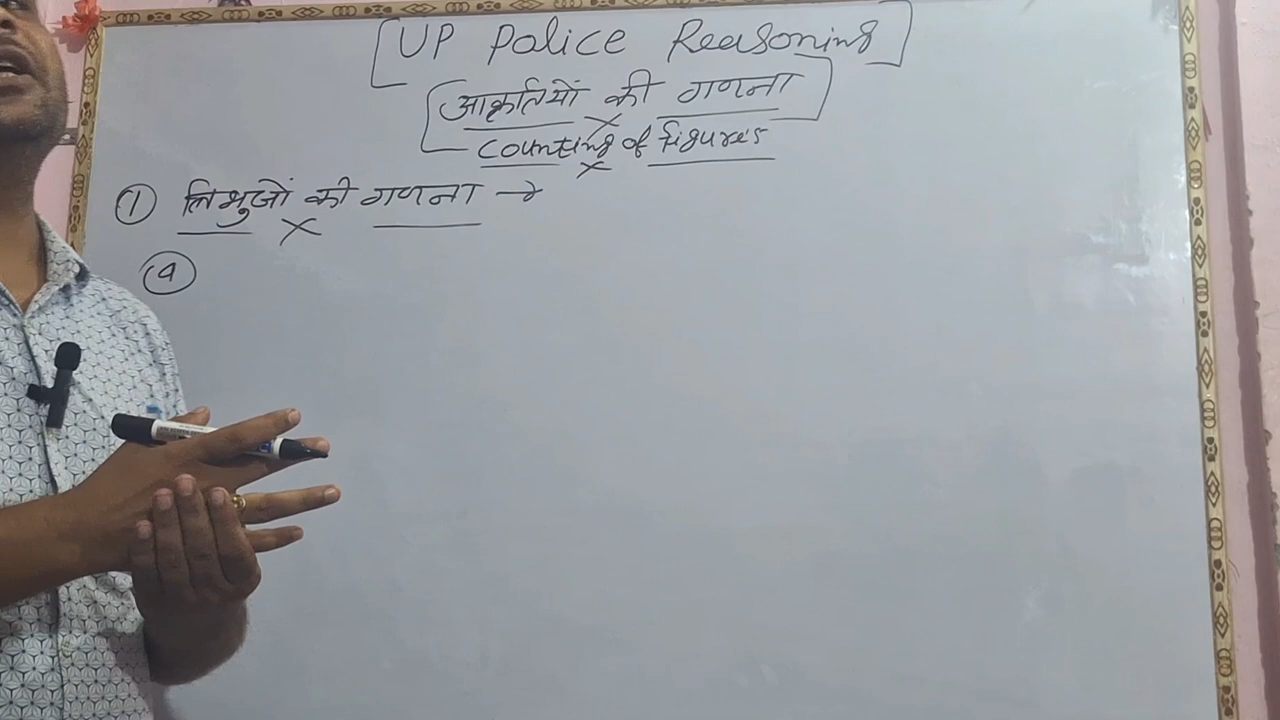 UP Police Reasoning
आकृतियों की गणना
Counting of figures
① त्रिभुजों की गणना →
ⓐ